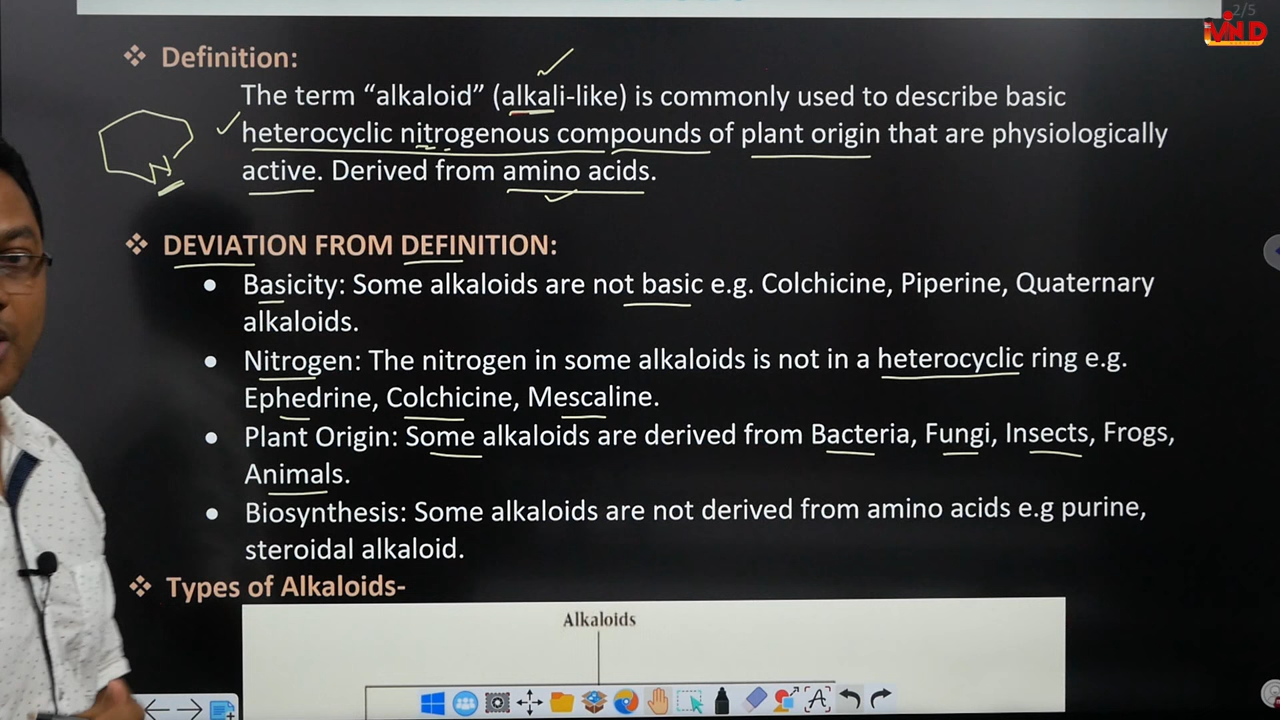 2/5
MIND
❖ Definition:
The term “alkaloid” (alkali-like) is commonly used to describe basic
heterocyclic nitrogenous compounds of plant origin that are physiologically
active. Derived from amino acids.
N
❖ DEVIATION FROM DEFINITION:
• Basicity: Some alkaloids are not basic e.g. Colchicine, Piperine, Quaternary
alkaloids.
• Nitrogen: The nitrogen in some alkaloids is not in a heterocyclic ring e.g.
Ephedrine, Colchicine, Mescaline.
• Plant Origin: Some alkaloids are derived from Bacteria, Fungi, Insects, Frogs,
Animals.
• Biosynthesis: Some alkaloids are not derived from amino acids e.g purine,
steroidal alkaloid.
❖ Types of Alkaloids-
Alkaloids